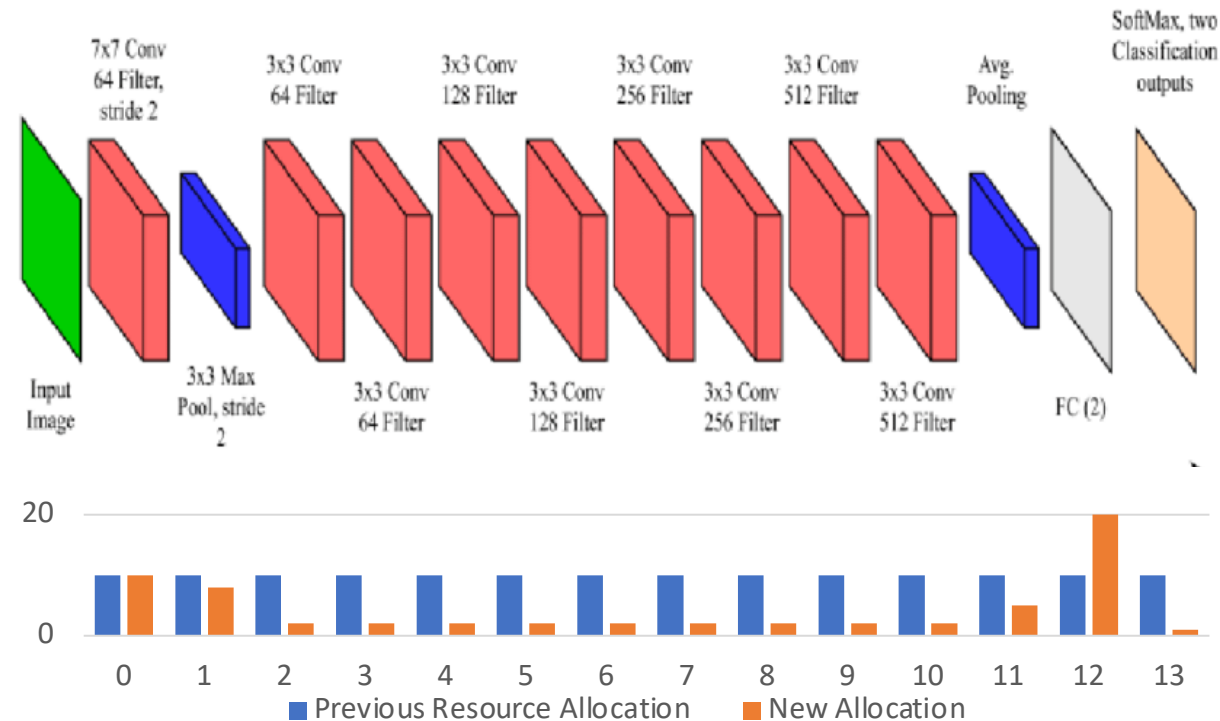 SoftMax, two
Classification
outputs
7x7 Conv
64 Filter,
stride 2
3x3 Conv
64 Filter
3x3 Conv
128 Filter
3x3 Conv
256 Filter
3x3 Conv
512 Filter
Avg.
Pooling
Input
Image
3x3 Max
Pool, stride
2
3x3 Conv
64 Filter
3x3 Conv
128 Filter
3x3 Conv
256 Filter
3x3 Conv
512 Filter
FC (2)
20
0
0 1 2 3 4 5 6 7 8 9 10 11 12 13
Previous Resource Allocation New Allocation